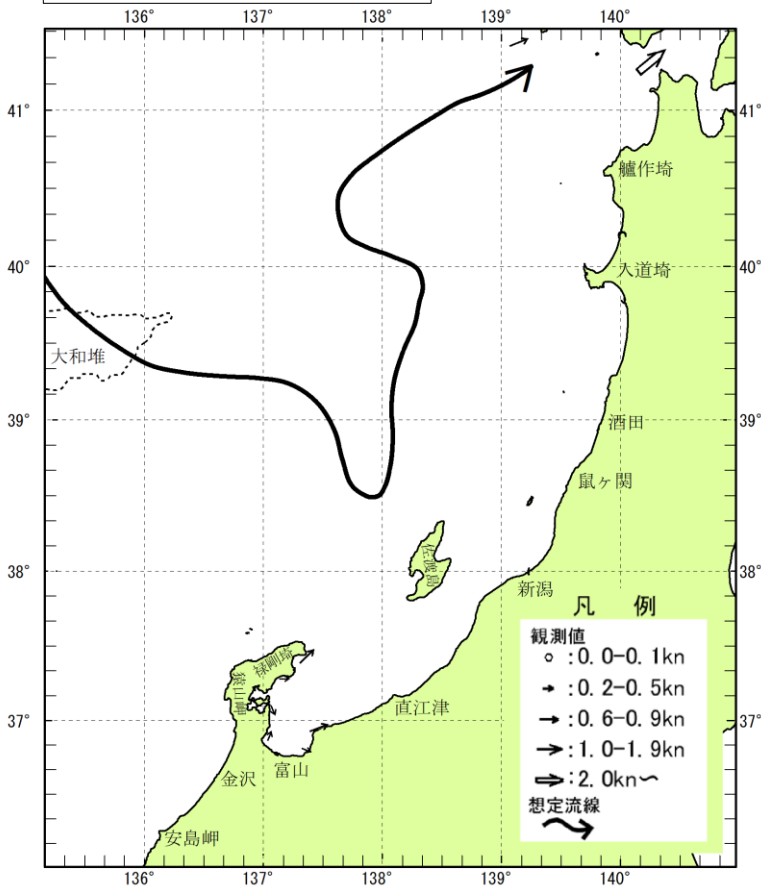 136° 137° 138° 139° 140°
41° 41°
艫作埼
40° 入道埼 40°
大和堆
39° 酒田 39°
鼠ヶ関
佐渡島
38° 新潟 38°
凡 例
観測値
:0.0-0.1kn
:0.2-0.5kn
:0.6-0.9kn
:1.0-1.9kn
:2.0kn〜
想定流線
禄剛埼
猿山岬
37° 直江津 37°
金沢 富山
安島岬
136° 137° 138° 139° 140°